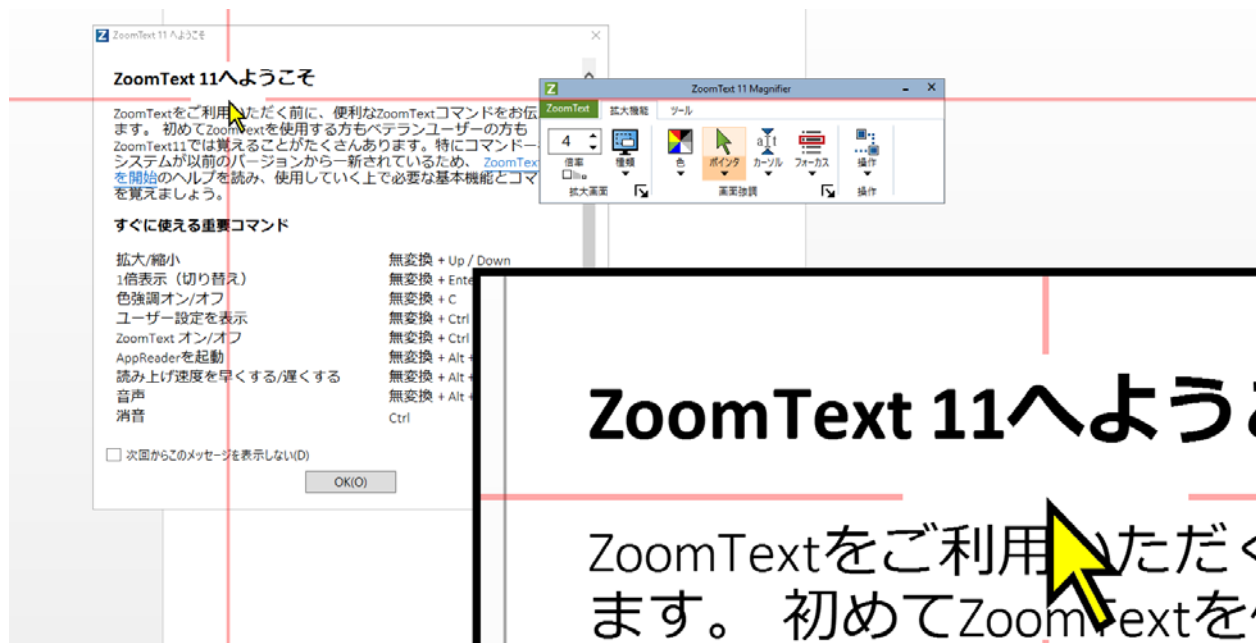 ZoomText 11 へようこそ
ZoomText 11へようこそ
ZoomTextをご利用いただく前に、便利なZoomTextコマンドをお伝
ます。 初めてZoomTextを使用する方もベテランユーザーの方も
ZoomText11では覚えることがたくさんあります。特にコマンド
システムが以前のバージョンから一新されているため、 ZoomTex
を開始のヘルプを読み、使用していく上で必要な基本機能とコマ
を覚えましょう。
すぐに使える重要コマンド
拡大/縮小 無変換 + Up / Down
1倍表示（切り替え） 無変換 + Ente
色強調オン/オフ 無変換 + C
ユーザー設定を表示 無変換 + Ctrl
ZoomText オン/オフ 無変換 + Ctrl
AppReaderを起動 無変換 + Alt +
読み上げ速度を早くする/遅くする 無変換 + Alt +
音声 無変換 + Alt +
消音 Ctrl
次回からこのメッセージを表示しない(D)
OK(O)
ZoomText 11 Magnifier
ZoomText 拡大機能 ツール
4
倍率 種類 色 ポインタ カーソル フォーカス 操作
拡大画面 画面強調 操作
ZoomText 11へよう
ZoomTextをご利用いただく
ます。 初めてZoomTextを